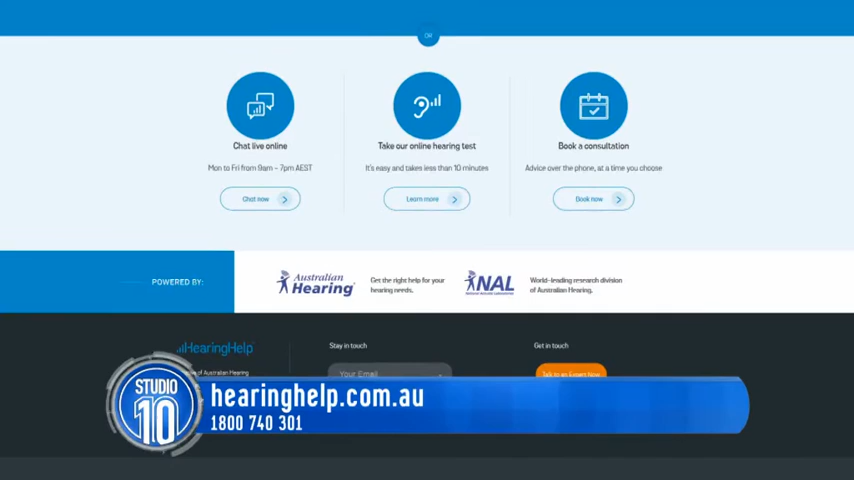 OR
Chat live online
Mon to Fri from 9am – 7pm AEST
Chat now
Take our online hearing test
It's easy and takes less than 10 minutes
Learn more
Book a consultation
Advice over the phone, at a time you choose
Book now
POWERED BY:
Australian
Hearing
Get the right help for your
hearing needs.
NAL
World-leading research division
of Australian Hearing.
HearingHelp
of Australian Hearing
Stay in touch
Your Email
Get in touch
Talk to an Expert Now
STUDIO
10
hearinghelp.com.au
1800 740 301